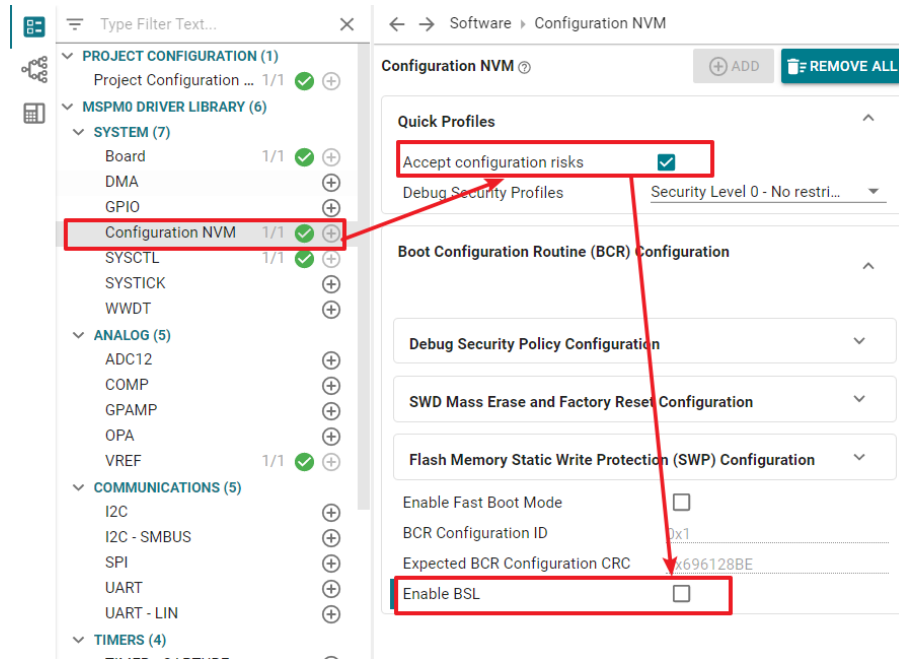 Type Filter Text...
PROJECT CONFIGURATION (1)
Project Configuration ... 1/1
MSPM0 DRIVER LIBRARY (6)
SYSTEM (7)
Board 1/1
DMA
GPIO
Configuration NVM 1/1
SYSCTL 1/1
SYSTICK
WWDT
ANALOG (5)
ADC12
COMP
GPAMP
OPA
VREF 1/1
COMMUNICATIONS (5)
I2C
I2C - SMBUS
SPI
UART
UART - LIN
TIMERS (4)
Software Configuration NVM
Configuration NVM ADD REMOVE ALL
Quick Profiles
Accept configuration risks
Debug Security Profiles Security Level 0 - No restri...
Boot Configuration Routine (BCR) Configuration
Debug Security Policy Configuration
SWD Mass Erase and Factory Reset Configuration
Flash Memory Static Write Protection (SWP) Configuration
Enable Fast Boot Mode
BCR Configuration ID 0x1
Expected BCR Configuration CRC 0x696128BE
Enable BSL